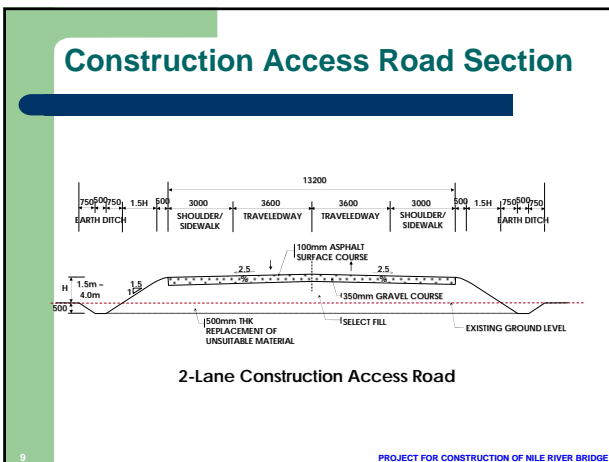 Construction Access Road Section
13200
750 500 750 1.5H 500 3000 3600 3600 3000 500 1.5H 750 500 750
EARTH DITCH SHOULDER/ SIDEWALK TRAVELEDWAY TRAVELEDWAY SHOULDER/ SIDEWALK EARTH DITCH
100mm ASPHALT
SURFACE COURSE
2.5 % 2.5 %
H 1.5m ~ 4.0m 1.5 1
350mm GRAVEL COURSE
500
500mm THK
REPLACEMENT OF
UNSUITABLE MATERIAL
SELECT FILL
EXISTING GROUND LEVEL
2-Lane Construction Access Road
9 PROJECT FOR CONSTRUCTION OF NILE RIVER BRIDGE